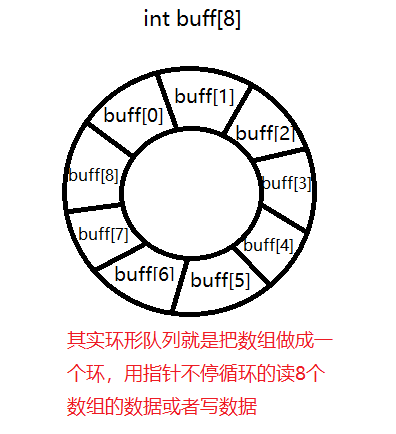 int buff[8]
buff[0]
buff[1]
buff[2]
buff[3]
buff[4]
buff[5]
buff[6]
buff[7]
buff[8]
其实环形队列就是把数组做成一
个环，用指针不停循环的读8个
数组的数据或者写数据